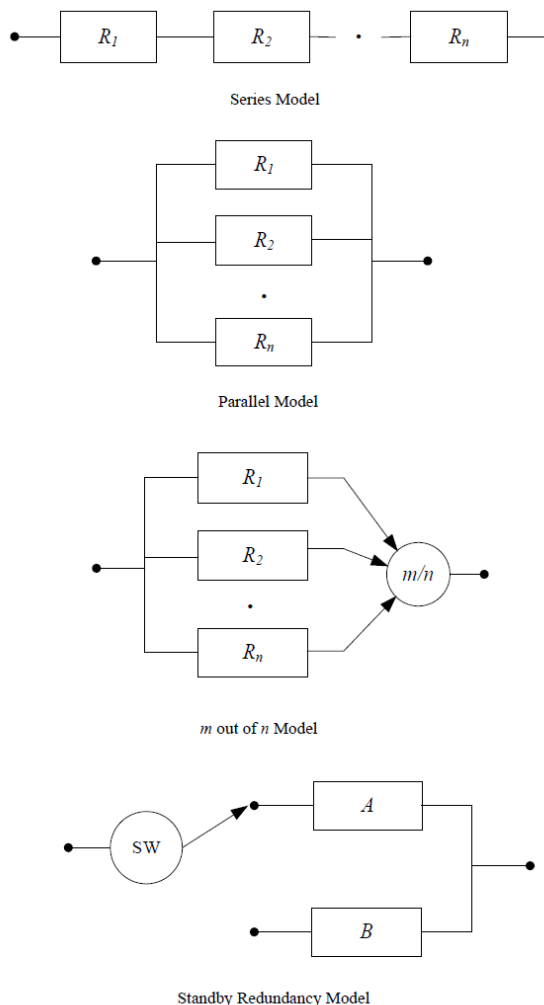 R1 R2 . Rn
Series Model
R1
R2
.
Rn
Parallel Model
R1
R2
m/n
.
Rn
m out of n Model
A
SW
B
Standby Redundancy Model